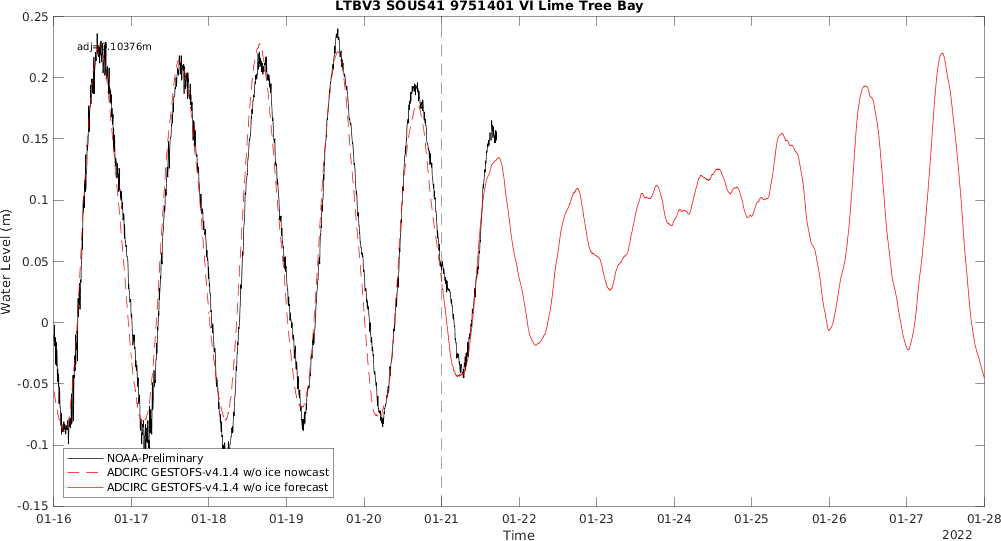 LTBV3 SOUS41 9751401 VI Lime Tree Bay
0.25
0.2
0.15
0.1
0.05
0
-0.05
-0.1
-0.15
Water Level (m)
NOAA-Preliminary
ADCIRC GESTOFS-v4.1.4 w/o ice nowcast
ADCIRC GESTOFS-v4.1.4 w/o ice forecast
01-16 01-17 01-18 01-19 01-20 01-21 01-22 01-23 01-24 01-25 01-26 01-27 01-28
Time
2022